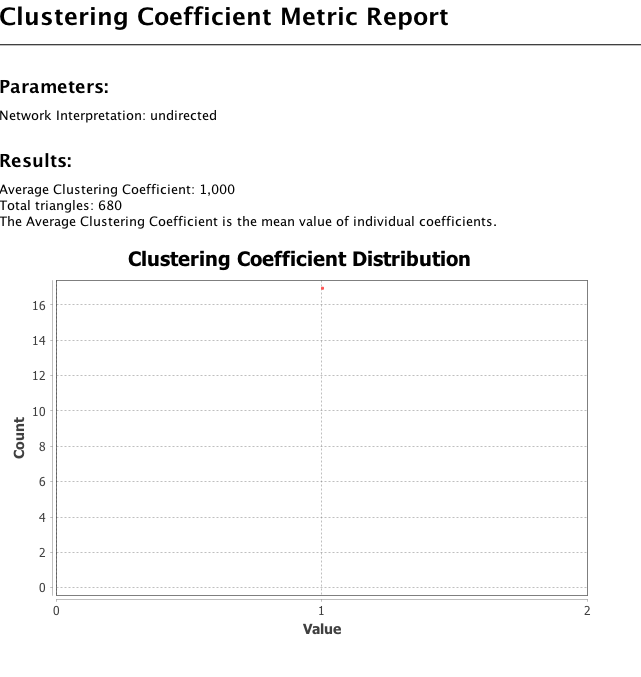 Clustering Coefficient Metric Report
Parameters:
Network Interpretation: undirected
Results:
Average Clustering Coefficient: 1,000
Total triangles: 680
The Average Clustering Coefficient is the mean value of individual coefficients.
Clustering Coefficient Distribution
16
14
12
10
8
6
4
2
0
Count
0 1 2
Value